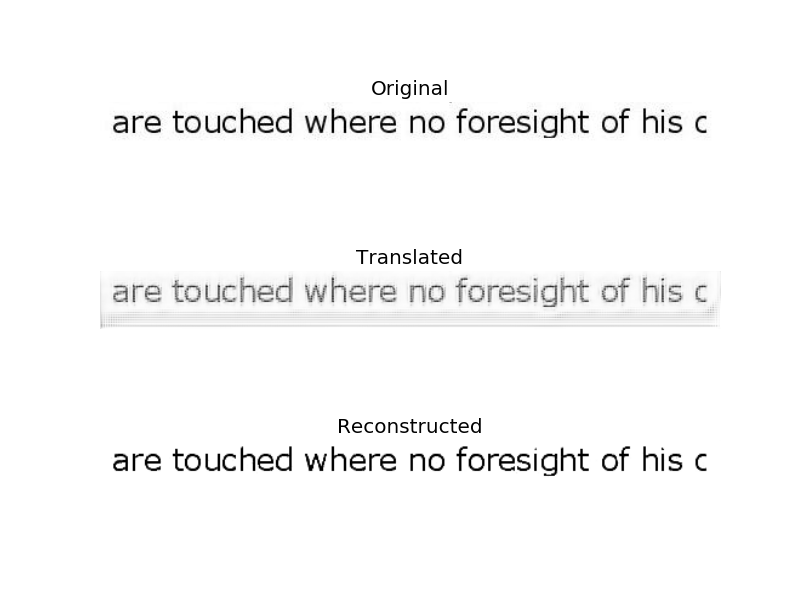 Original
are touched where no foresight of his c
Translated
are touched where no foresight of his c
Reconstructed
are touched where no foresight of his c